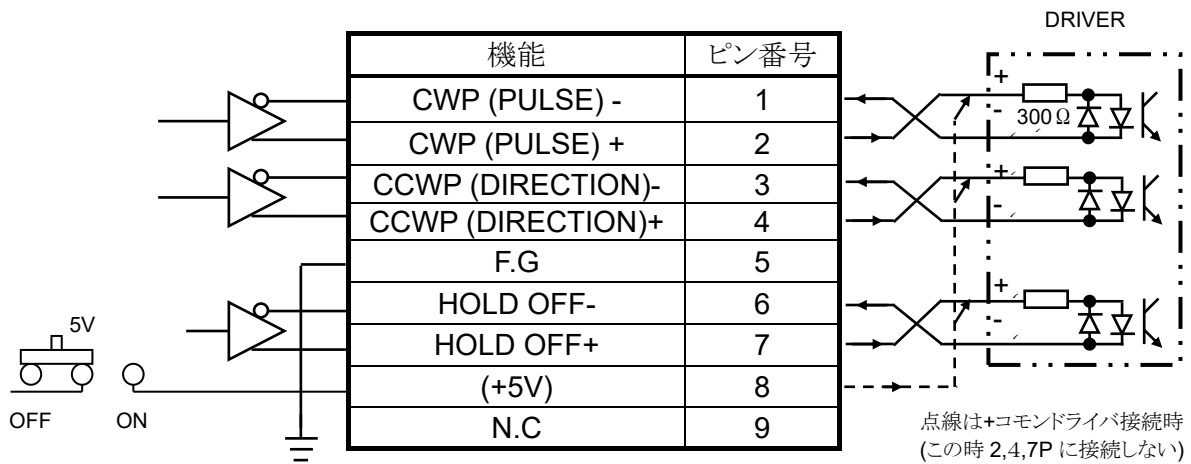 DRIVER
機能 ピン番号
CWP (PULSE) - 1
CWP (PULSE) + 2
CCWP (DIRECTION)- 3
CCWP (DIRECTION)+ 4
F.G 5
HOLD OFF- 6
HOLD OFF+ 7
(+5V) 8
N.C 9
+
-
300Ω
+
-
+
-
5V
OFF ON
点線は+コモンドライバ接続時
(この時 2,4,7P に接続しない)